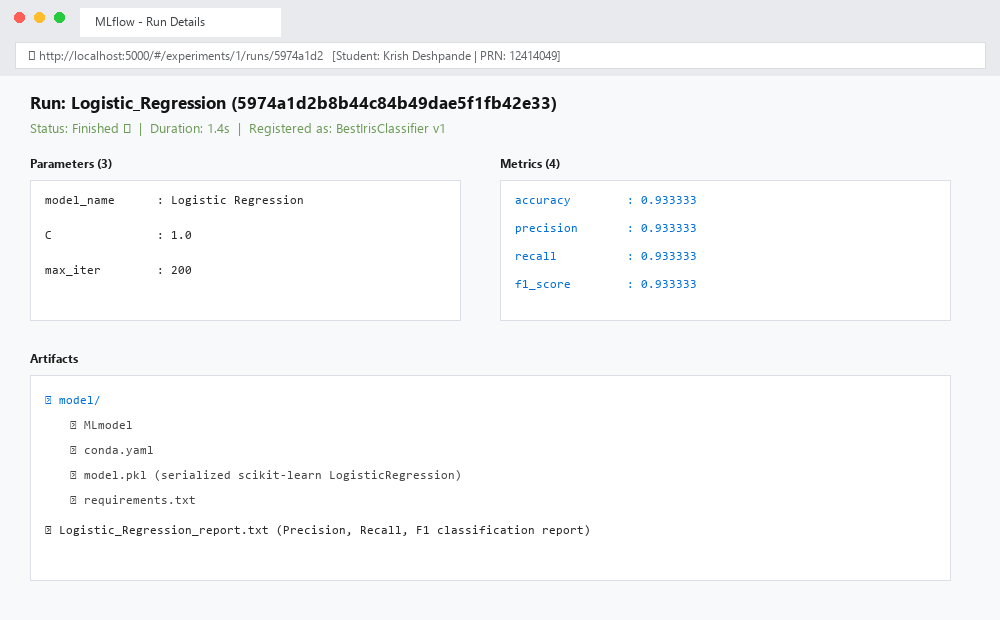 MLflow - Run Details
http://localhost:5000/#/experiments/1/runs/5974a1d2 [Student: Krish Deshpande | PRN: 12414049]
Run: Logistic_Regression (5974a1d2b8b44c84b49dae5f1fb42e33)
Status: Finished | Duration: 1.4s | Registered as: BestIrisClassifier v1
Parameters (3)
model_name : Logistic Regression
C : 1.0
max_iter : 200
Metrics (4)
accuracy : 0.933333
precision : 0.933333
recall : 0.933333
f1_score : 0.933333
Artifacts
model/
MLmodel
conda.yaml
model.pkl (serialized scikit-learn LogisticRegression)
requirements.txt
Logistic_Regression_report.txt (Precision, Recall, F1 classification report)